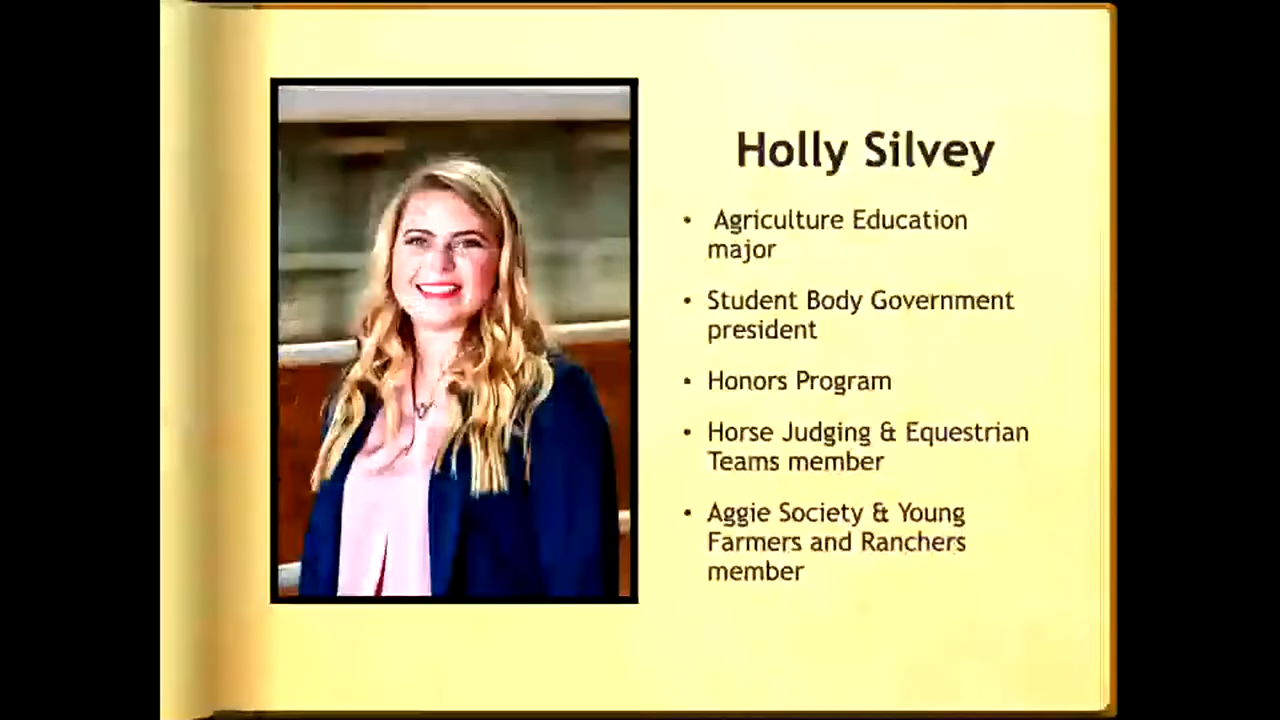 Holly Silvey
• Agriculture Education
major
• Student Body Government
president
• Honors Program
• Horse Judging & Equestrian
Teams member
• Aggie Society & Young
Farmers and Ranchers
member